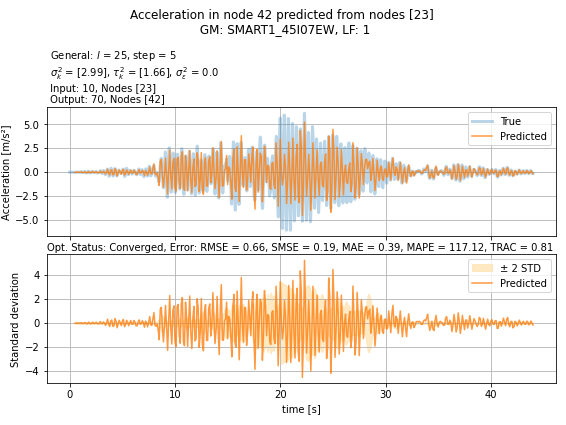 Acceleration in node 42 predicted from nodes [23]
GM: SMART1_45I07EW, LF: 1
General: l = 25, step = 5
σ²ₖ = [2.99], τ²ₖ = [1.66], σ²ε = 0.0
Input: 10, Nodes [23]
Output: 70, Nodes [42]
Acceleration [m/s²]
5.0
2.5
0.0
−2.5
−5.0
True
Predicted
Opt. Status: Converged, Error: RMSE = 0.66, SMSE = 0.19, MAE = 0.39, MAPE = 117.12, TRAC = 0.81
Standard deviation
4
2
0
−2
−4
± 2 STD
Predicted
0 10 20 30 40
time [s]